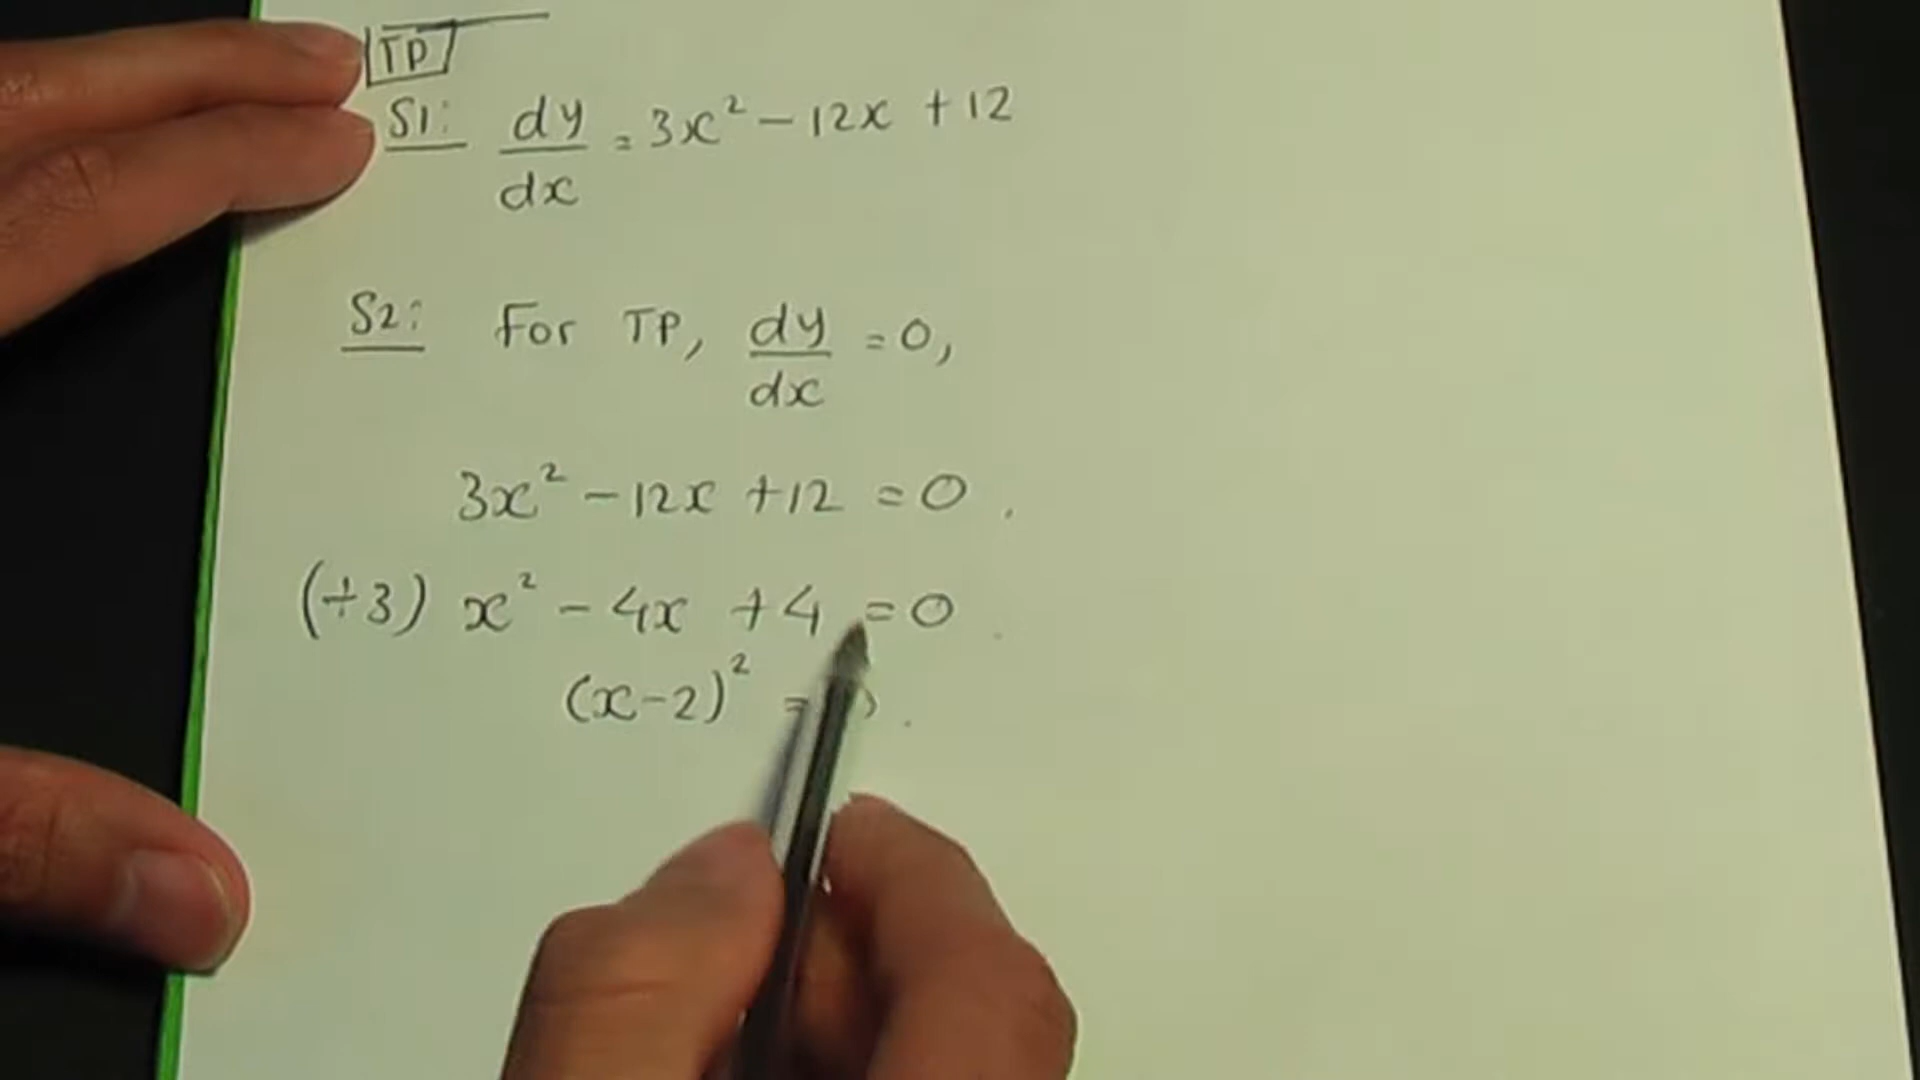 TP
S1: dy/dx = 3x² - 12x + 12
S2: For TP, dy/dx = 0,
3x² - 12x + 12 = 0.
(÷3) x² - 4x + 4 = 0
(x-2)² =